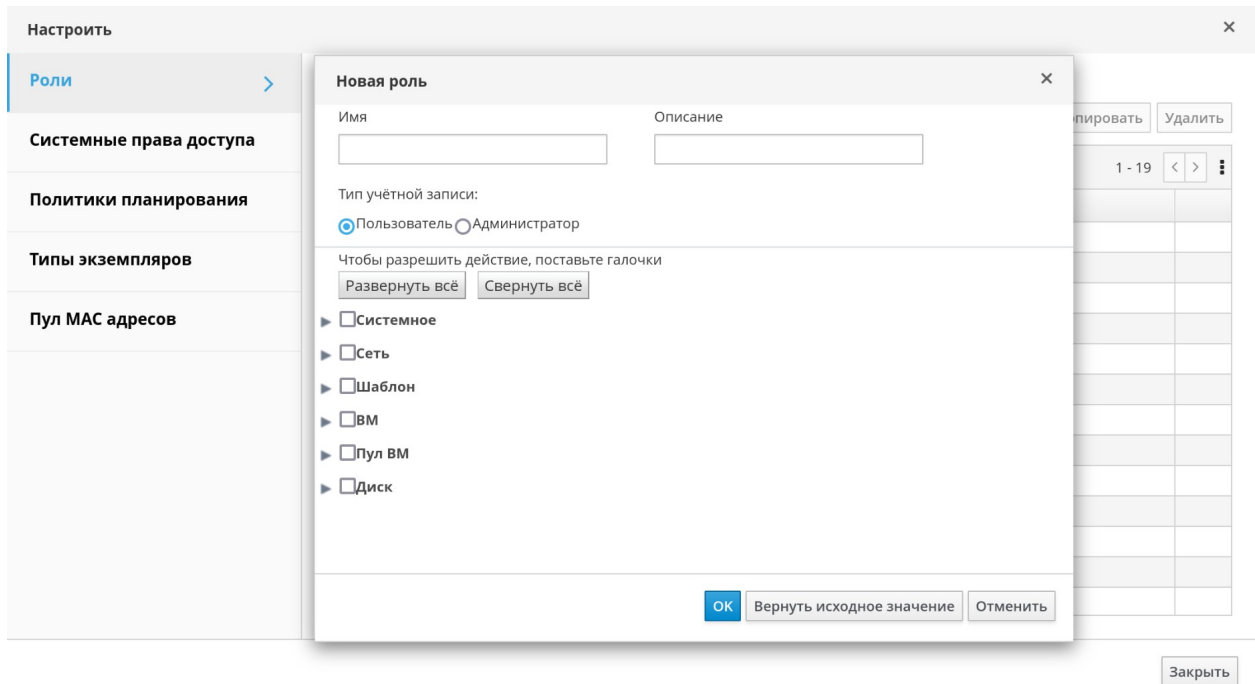 Настроить
Роли
Системные права доступа
Политики планирования
Типы экземпляров
Пул MAC адресов
Новая роль
Имя Описание
Тип учётной записи:
Пользователь Администратор
Чтобы разрешить действие, поставьте галочки
Развернуть всё Свернуть всё
Системное
Сеть
Шаблон
ВМ
Пул ВМ
Диск
OK Вернуть исходное значение Отменить
пировать Удалить
1 - 19
Закрыть